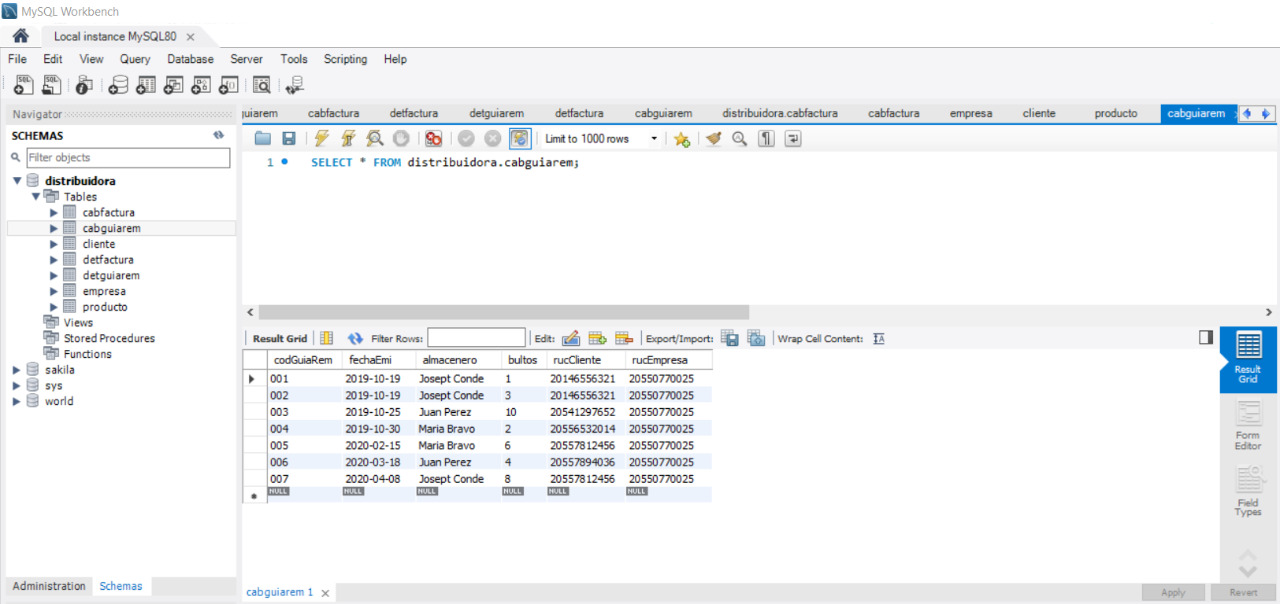 MySQL Workbench
Local instance MySQL80
File Edit View Query Database Server Tools Scripting Help
Navigator
SCHEMAS
Filter objects
distribuidora
Tables
cabfactura
cabguiarem
cliente
detfactura
detguiarem
empresa
producto
Views
Stored Procedures
Functions
sakila
sys
world
Administration Schemas
guiarem cabfactura detfactura detguiarem detfactura cabguiarem distribuidora.cabfactura cabfactura empresa cliente producto cabguiarem
Limit to 1000 rows
1 SELECT * FROM distribuidora.cabguiarem;
Result Grid Filter Rows: Edit: Export/Import: Wrap Cell Content:
codGuiaRem fechaEmi almacenero bultos rucCliente rucEmpresa
001 2019-10-19 Josept Conde 1 20146556321 20550770025
002 2019-10-19 Josept Conde 3 20146556321 20550770025
003 2019-10-25 Juan Perez 10 20541297652 20550770025
004 2019-10-30 Maria Bravo 2 20556532014 20550770025
005 2020-02-15 Maria Bravo 6 20557812456 20550770025
006 2020-03-18 Juan Perez 4 20557894036 20550770025
007 2020-04-08 Josept Conde 8 20557812456 20550770025
NULL NULL NULL NULL NULL NULL
Result
Grid
Form
Editor
Field
Types
cabguiarem 1
Apply Revert